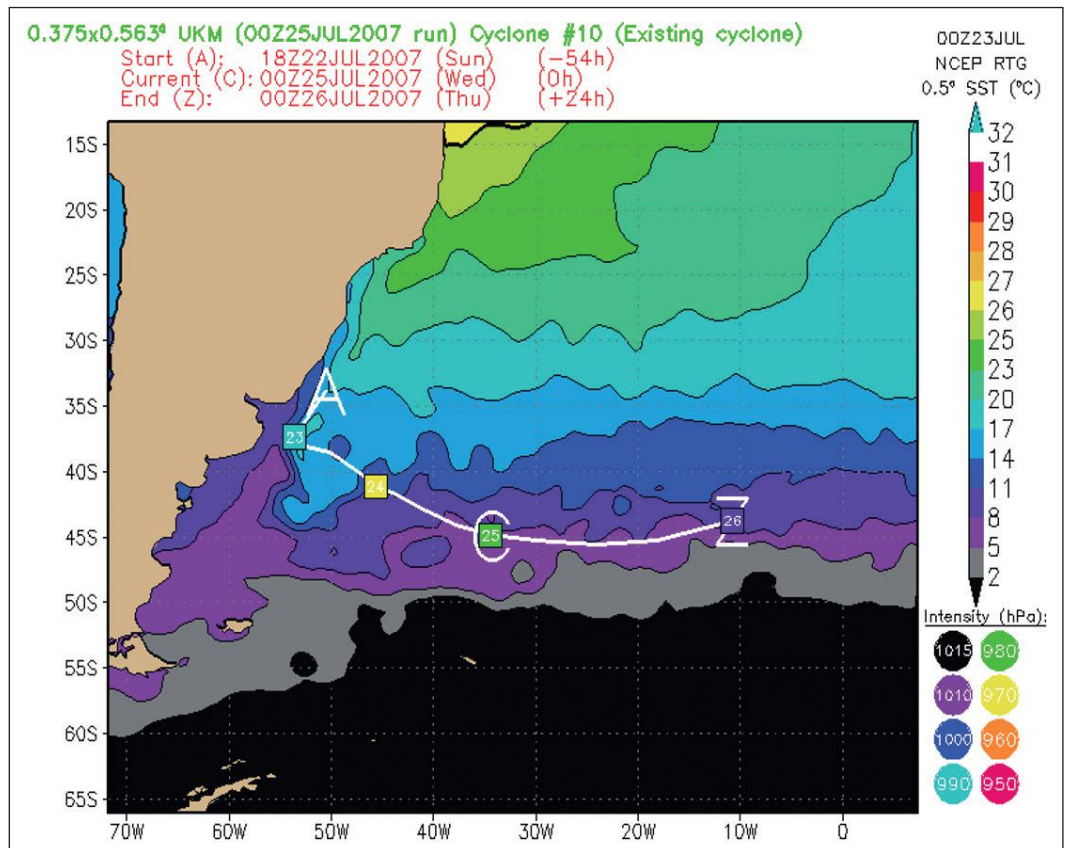 0.375x0.563° UKM (00Z25JUL2007 run) Cyclone #10 (Existing cyclone)
Start (A): 18Z22JUL2007 (Sun) (-54h)
Current (C): 00Z25JUL2007 (Wed) (0h)
End (Z): 00Z26JUL2007 (Thu) (+24h)
00Z23JUL
NCEP RTG
0.5° SST (°C)
32
31
30
29
28
27
26
25
23
20
17
14
11
8
5
2
15S
20S
25S
30S
35S
40S
45S
50S
55S
60S
65S
A
23
24
C
25
Z
26
70W
60W
50W
40W
30W
20W
10W
0
Intensity (hPa):
1015 980
1010 970
1000 960
990 950